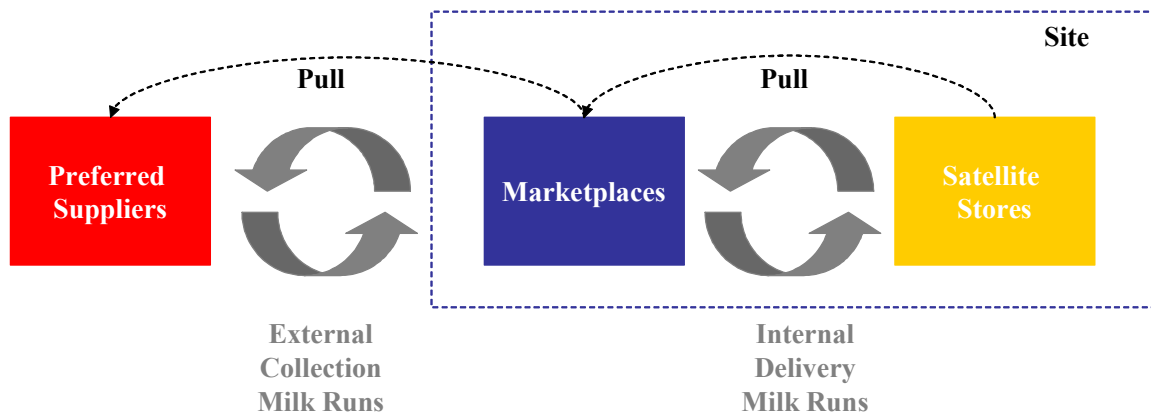 Site
Pull
Pull
Preferred
Suppliers
Marketplaces
Satellite
Stores
External
Collection
Milk Runs
Internal
Delivery
Milk Runs